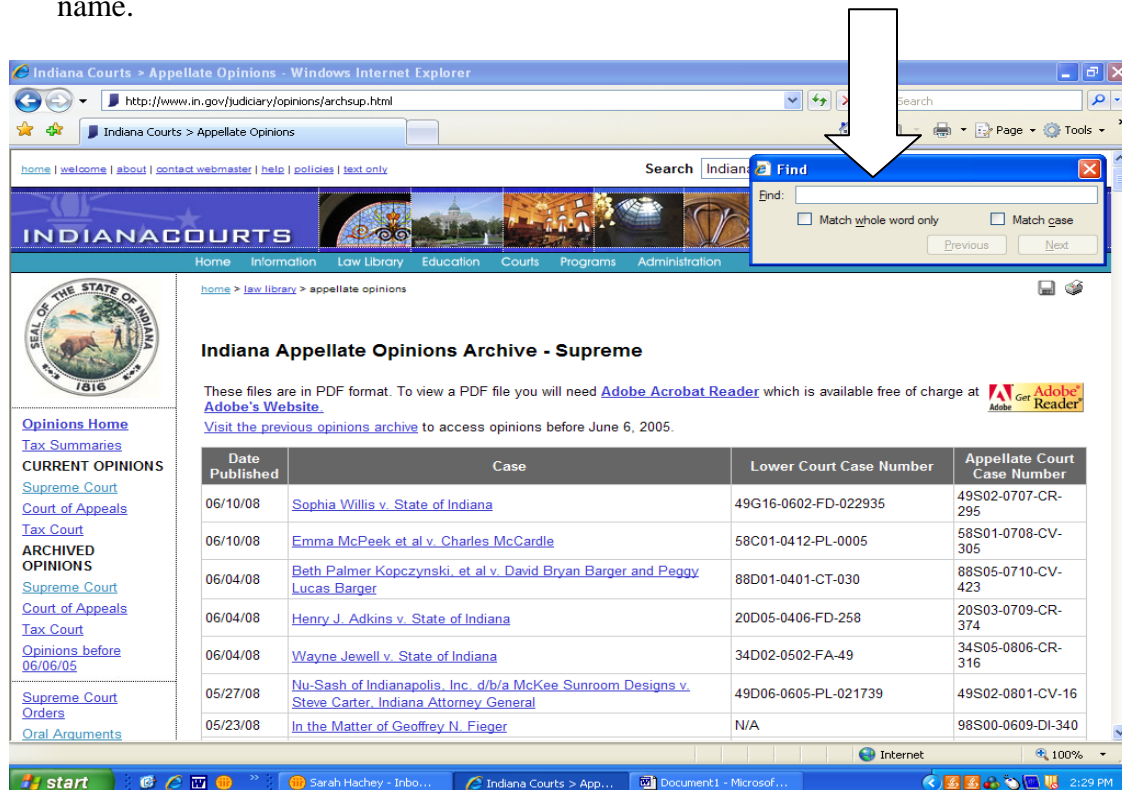 name.
Indiana Courts > Appellate Opinions - Windows Internet Explorer
http://www.in.gov/judiciary/opinions/archsup.html
Search
Indiana Courts > Appellate Opinions
Page
Tools
home | welcome | about | contact webmaster | help | policies | text only
Search
Find
Find:
Match whole word only
Match case
Previous
Next
INDIANACOURTS
Home Information Law Library Education Courts Programs Administration
SEAL OF THE STATE OF INDIANA
1816
home > law library > appellate opinions
Indiana Appellate Opinions Archive - Supreme
These files are in PDF format. To view a PDF file you will need Adobe Acrobat Reader which is available free of charge at
Adobe's Website.
Adobe
Get Adobe®
Reader®
Visit the previous opinions archive to access opinions before June 6, 2005.
Opinions Home
Tax Summaries
CURRENT OPINIONS
Supreme Court
Court of Appeals
Tax Court
ARCHIVED
OPINIONS
Supreme Court
Court of Appeals
Tax Court
Opinions before
06/06/05
Supreme Court
Orders
Oral Arguments
Date
Published
Case
Lower Court Case Number
Appellate Court
Case Number
06/10/08 Sophia Willis v. State of Indiana 49G16-0602-FD-022935 49S02-0707-CR-
295
06/10/08 Emma McPeek et al v. Charles McCardle 58C01-0412-PL-0005 58S01-0708-CV-
305
06/04/08 Beth Palmer Kopczynski, et al v. David Bryan Barger and Peggy
Lucas Barger 88D01-0401-CT-030 88S05-0710-CV-
423
06/04/08 Henry J. Adkins v. State of Indiana 20D05-0406-FD-258 20S03-0709-CR-
374
06/04/08 Wayne Jewell v. State of Indiana 34D02-0502-FA-49 34S05-0806-CR-
316
05/27/08 Nu-Sash of Indianapolis, Inc. d/b/a McKee Sunroom Designs v.
Steve Carter, Indiana Attorney General 49D06-0605-PL-021739 49S02-0801-CV-16
05/23/08 In the Matter of Geoffrey N. Fieger N/A 98S00-0609-DI-340
Internet
100%
start
Sarah Hachey - Inbo...
Indiana Courts > App...
Document1 - Microsof...
2:29 PM